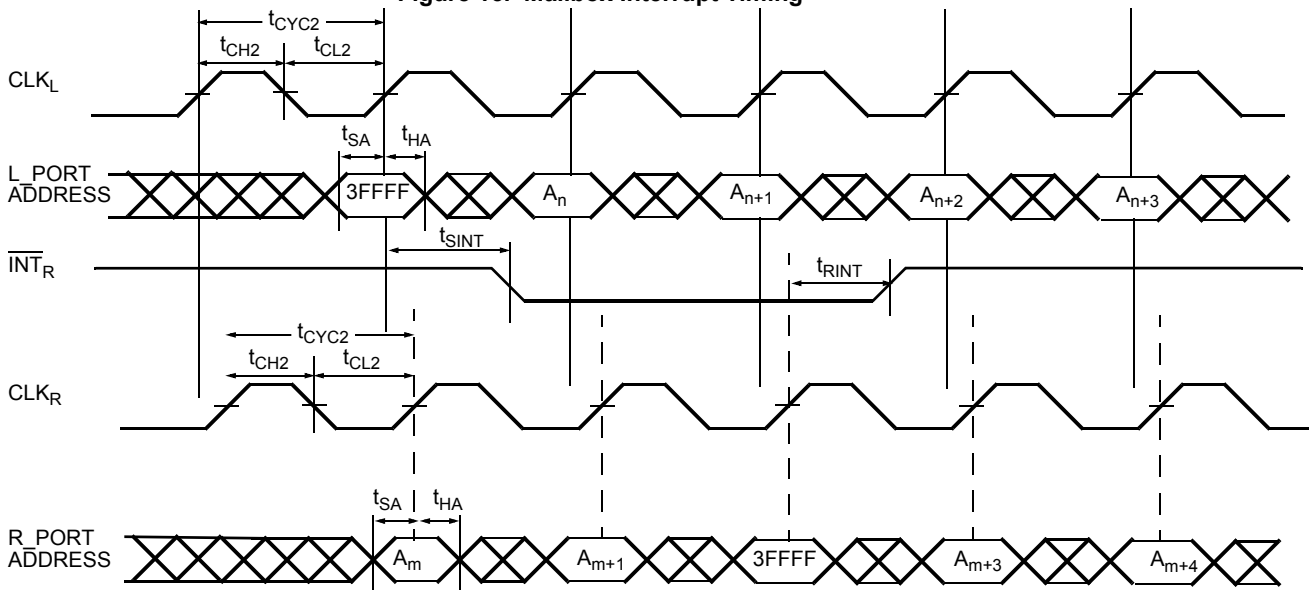 Figure Mailbox Interrupt Timing
tCYC2
tCH2 tCL2
CLKL
tSA tHA
L_PORT
ADDRESS
3FFFF An An+1 An+2 An+3
tSINT
INTR
tRINT
tCYC2
tCH2 tCL2
CLKR
tSA tHA
R_PORT
ADDRESS
Am Am+1 3FFFF Am+3 Am+4